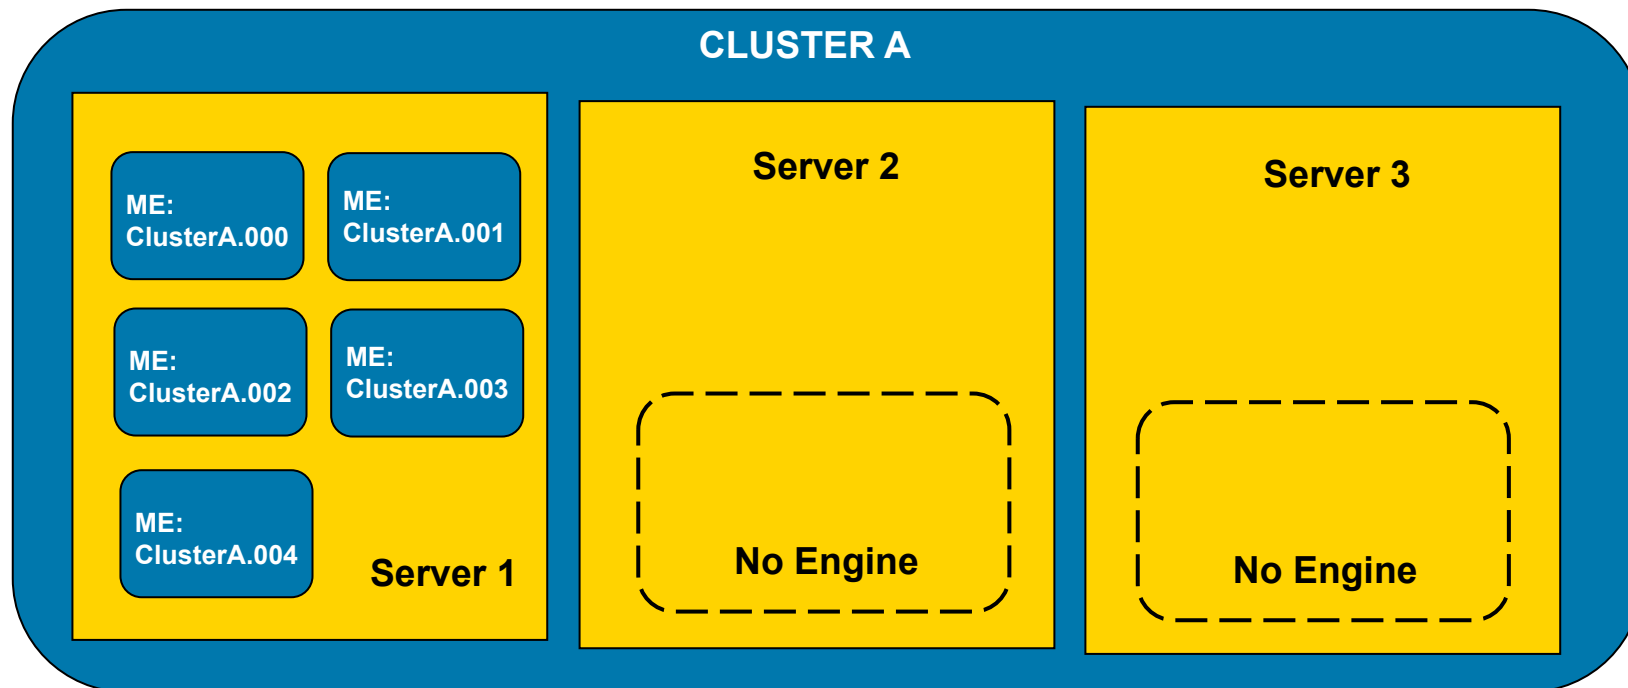 CLUSTER A
ME:
ClusterA.000
ME:
ClusterA.001
ME:
ClusterA.002
ME:
ClusterA.003
ME:
ClusterA.004
Server 1
Server 2
No Engine
Server 3
No Engine